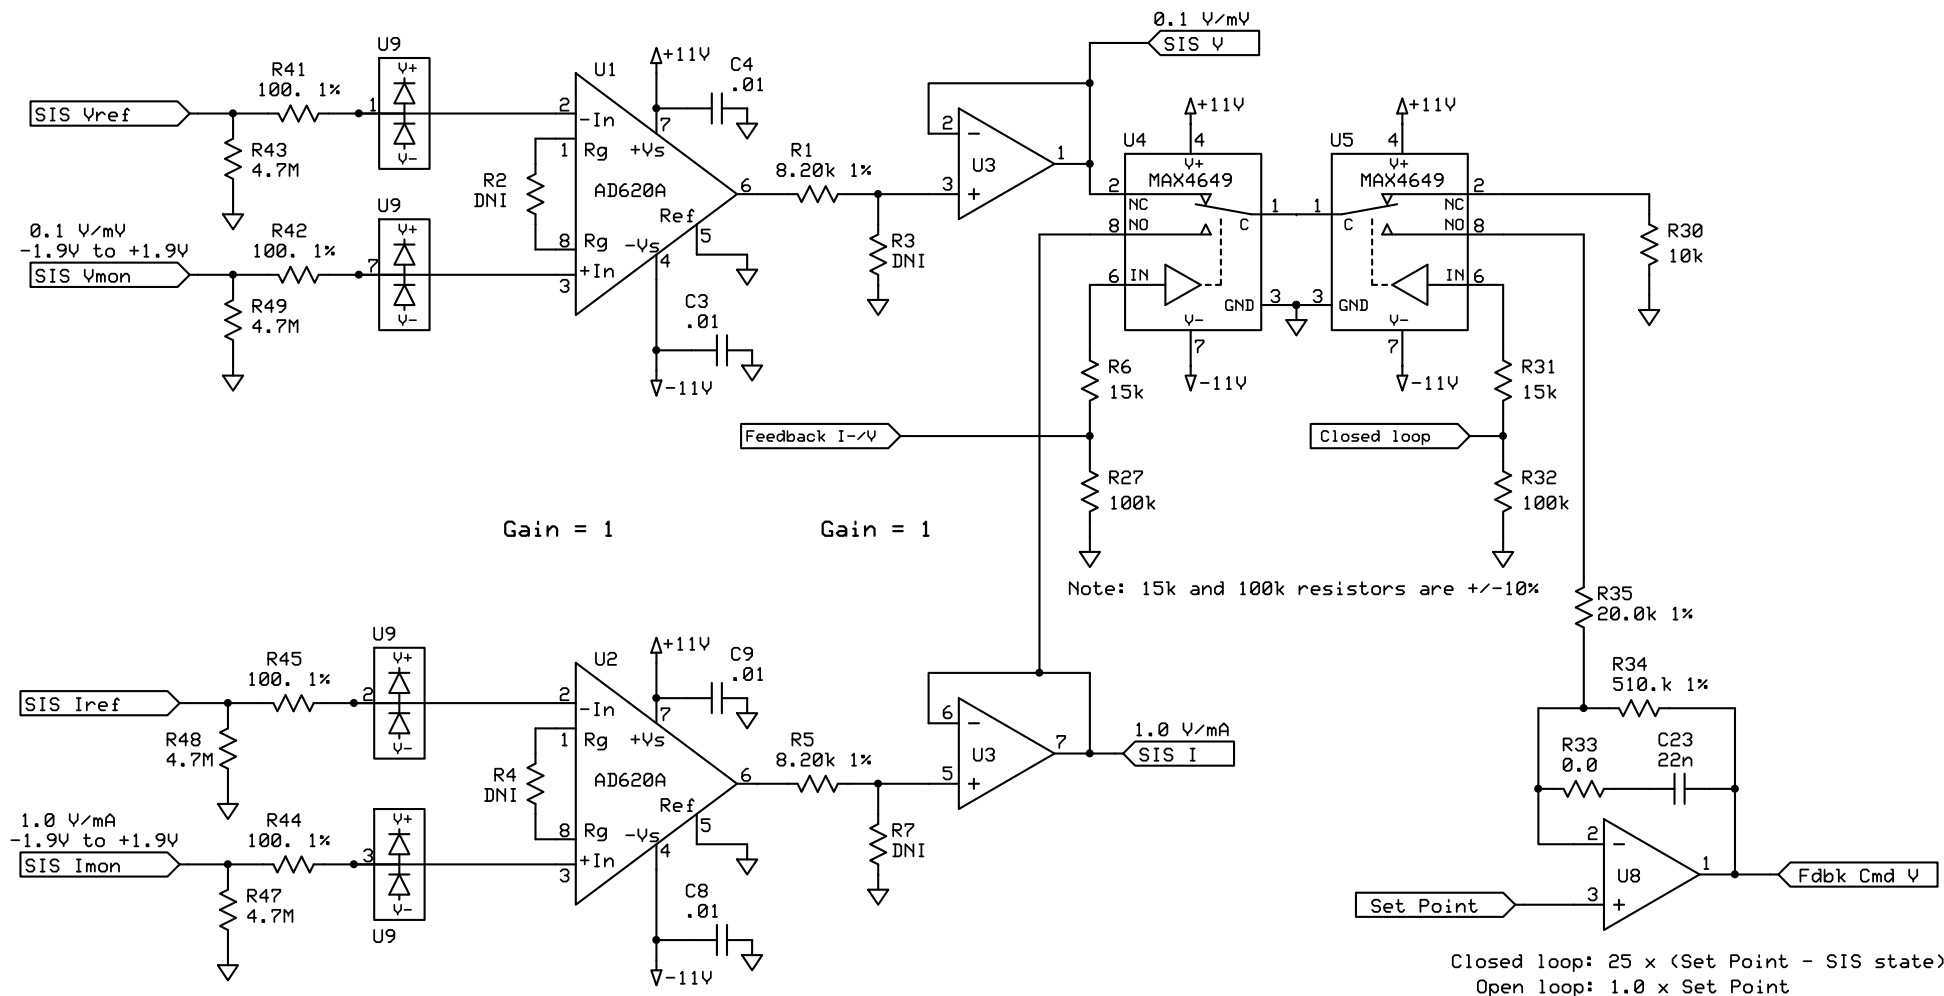 0.1 V/mV
SIS V
U9
R41
100. 1%
V+
1
V-
SIS Vref
R43
4.7M
U1
+11V
C4
.01
2
-In
7
1
Rg
+Vs
R2
DNI
AD620A
6
Ref
5
8
Rg
-Vs
4
+In
3
R1
8.20k 1%
R3
DNI
2
-
U3
1
3
+
0.1 V/mV
-1.9V to +1.9V
SIS Vmon
R42
100. 1%
U9
V+
7
V-
R49
4.7M
C3
.01
-11V
+11V
U4
4
V+
MAX4649
2
NC
1
C
8
NO
6
IN
GND
3
V-
7
-11V
+11V
U5
4
V+
MAX4649
2
NC
1
C
8
NO
IN
6
3
GND
V-
7
-11V
R30
10k
R6
15k
R31
15k
Feedback I-/V
Closed loop
R27
100k
R32
100k
Gain = 1
Gain = 1
Note: 15k and 100k resistors are +/-10%
R35
20.0k 1%
R34
510.k 1%
R33
0.0
C23
22n
2
-
U8
1
3
+
Fdbk Cmd V
Set Point
Closed loop: 25 x (Set Point - SIS state)
Open loop: 1.0 x Set Point
U9
R45
100. 1%
V+
2
V-
SIS Iref
R48
4.7M
U2
+11V
C9
.01
2
-In
7
1
Rg
+Vs
R4
DNI
AD620A
6
Ref
5
8
Rg
-Vs
4
+In
3
R5
8.20k 1%
R7
DNI
6
-
U3
7
5
+
1.0 V/mA
SIS I
1.0 V/mA
-1.9V to +1.9V
SIS Imon
R44
100. 1%
V+
3
V-
U9
R47
4.7M
C8
.01
-11V